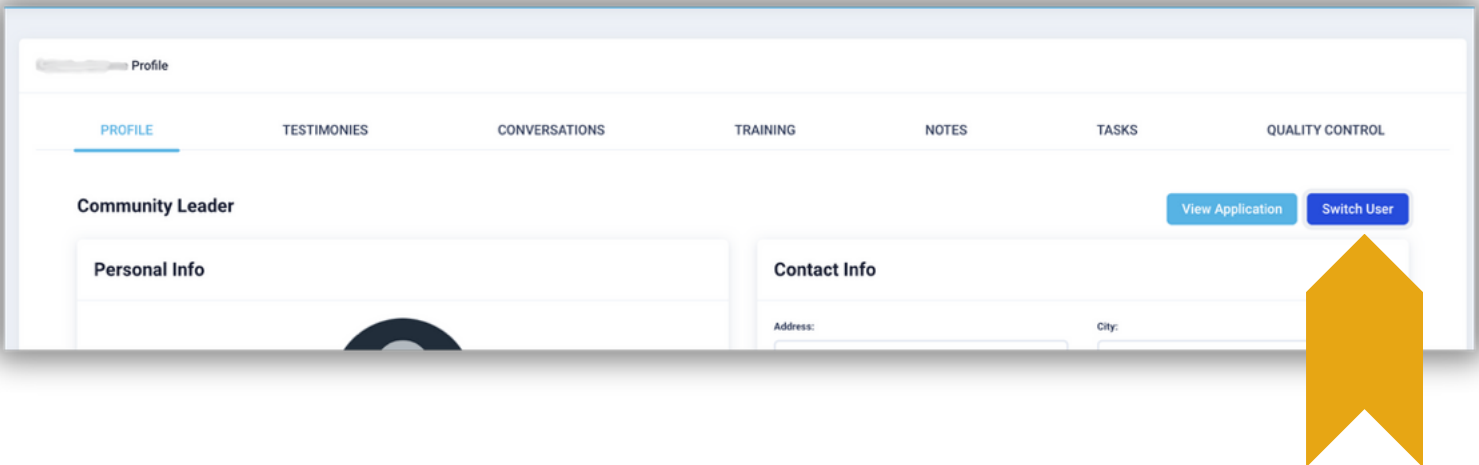 Profile
PROFILE TESTIMONIES CONVERSATIONS TRAINING NOTES TASKS QUALITY CONTROL
Community Leader View Application Switch User
Personal Info Contact Info
Address: City: